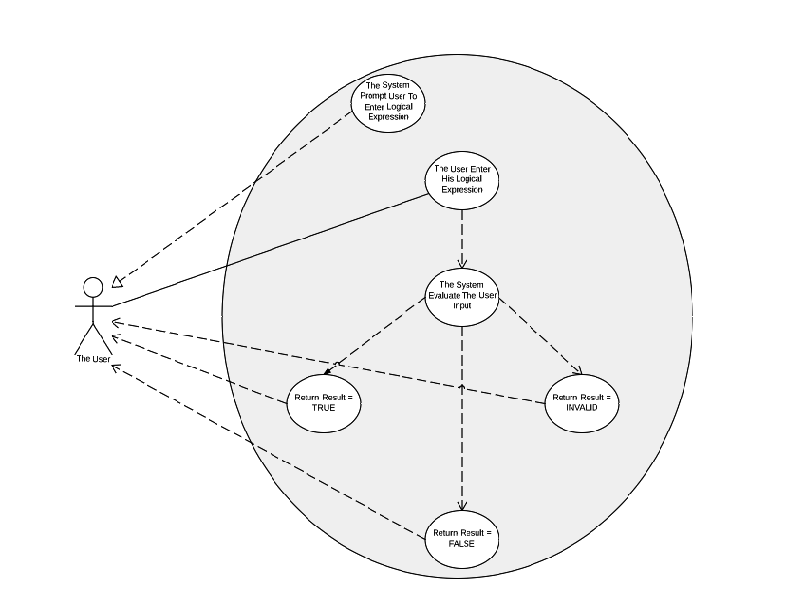 The System
Prompt User To
Enter Logical
Expression
The User Enter
His Logical
Expression
The System
Evaluate The User
Input
The User
Return Result =
TRUE
Return Result =
INVALID
Return Result =
FALSE